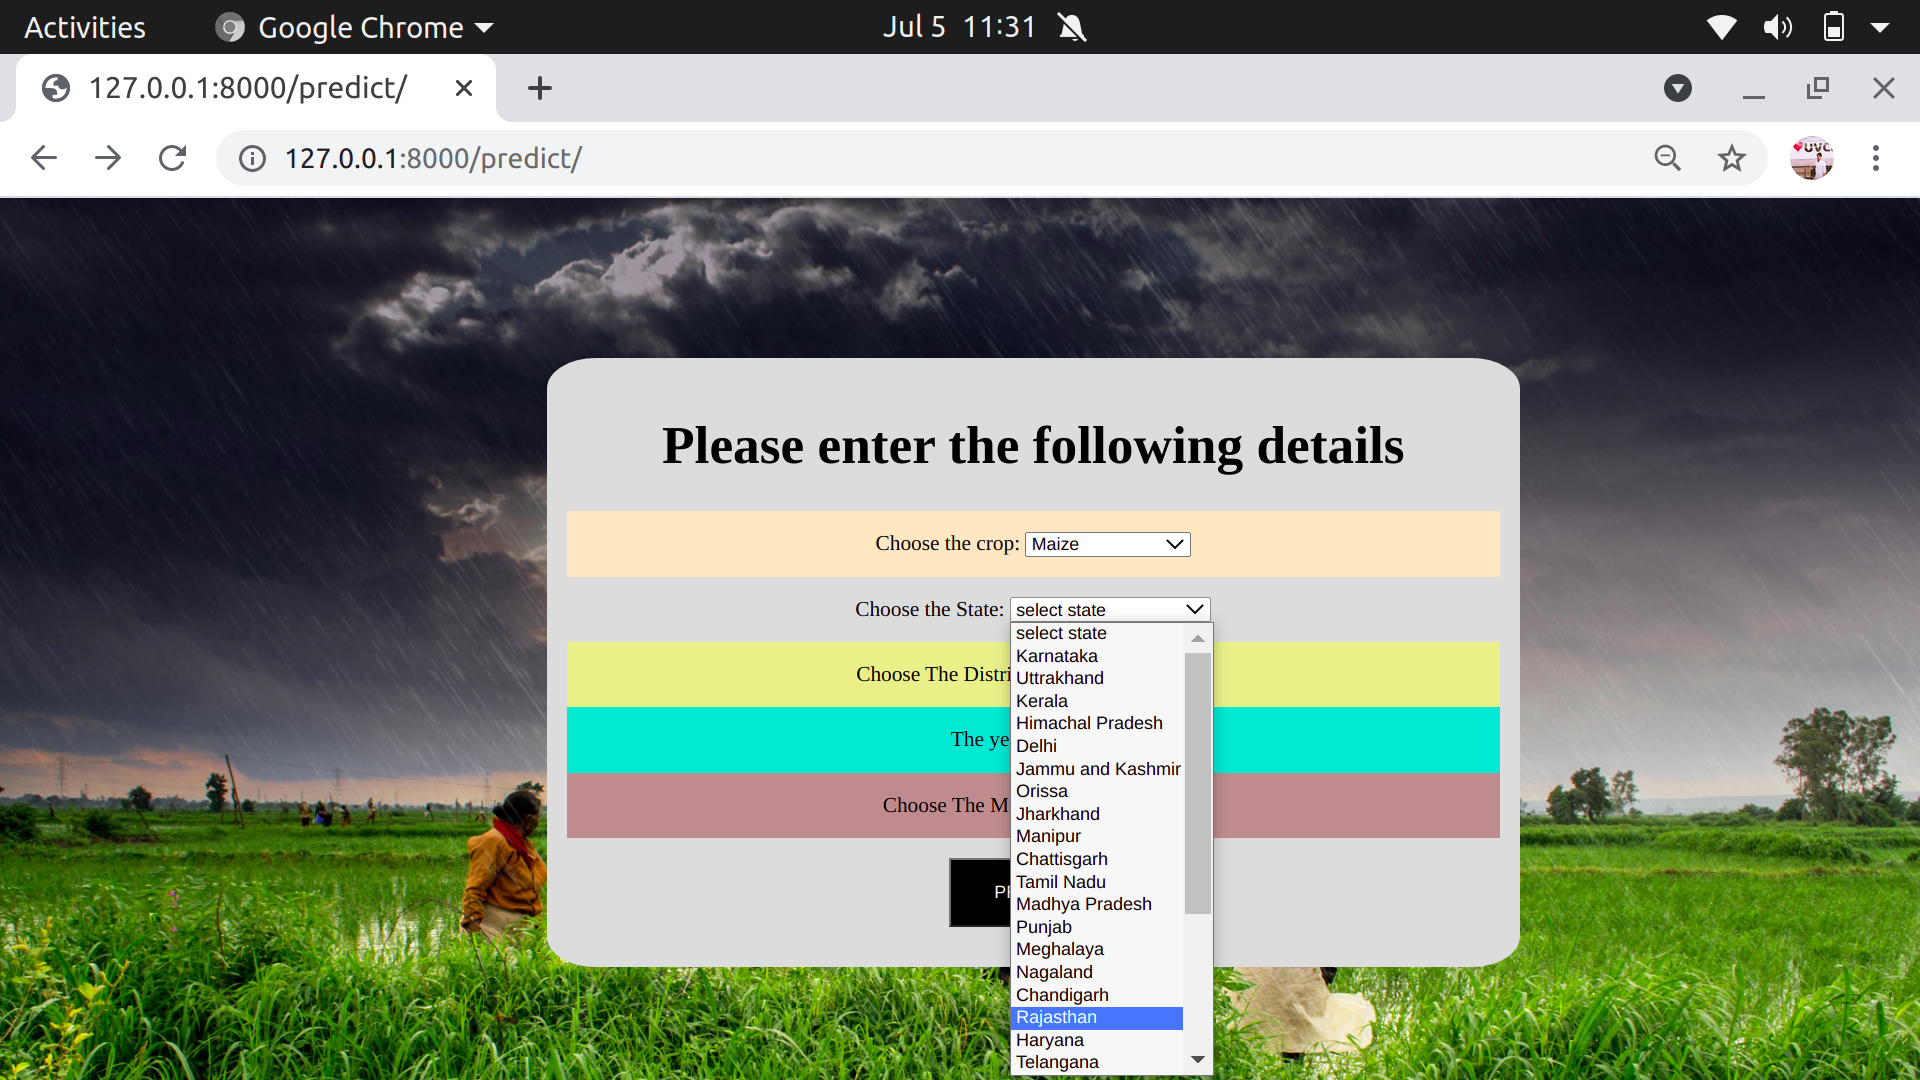 Activities Google Chrome Jul 5 11:31
127.0.0.1:8000/predict/
127.0.0.1:8000/predict/
UVC
Please enter the following details
Choose the crop: Maize
Choose the State: select state
select state
Karnataka
Uttrakhand
Kerala
Himachal Pradesh
Delhi
Jammu and Kashmir
Orissa
Jharkhand
Manipur
Chattisgarh
Tamil Nadu
Madhya Pradesh
Punjab
Meghalaya
Nagaland
Chandigarh
Rajasthan
Haryana
Telangana
Choose The Distri
The ye
Choose The M